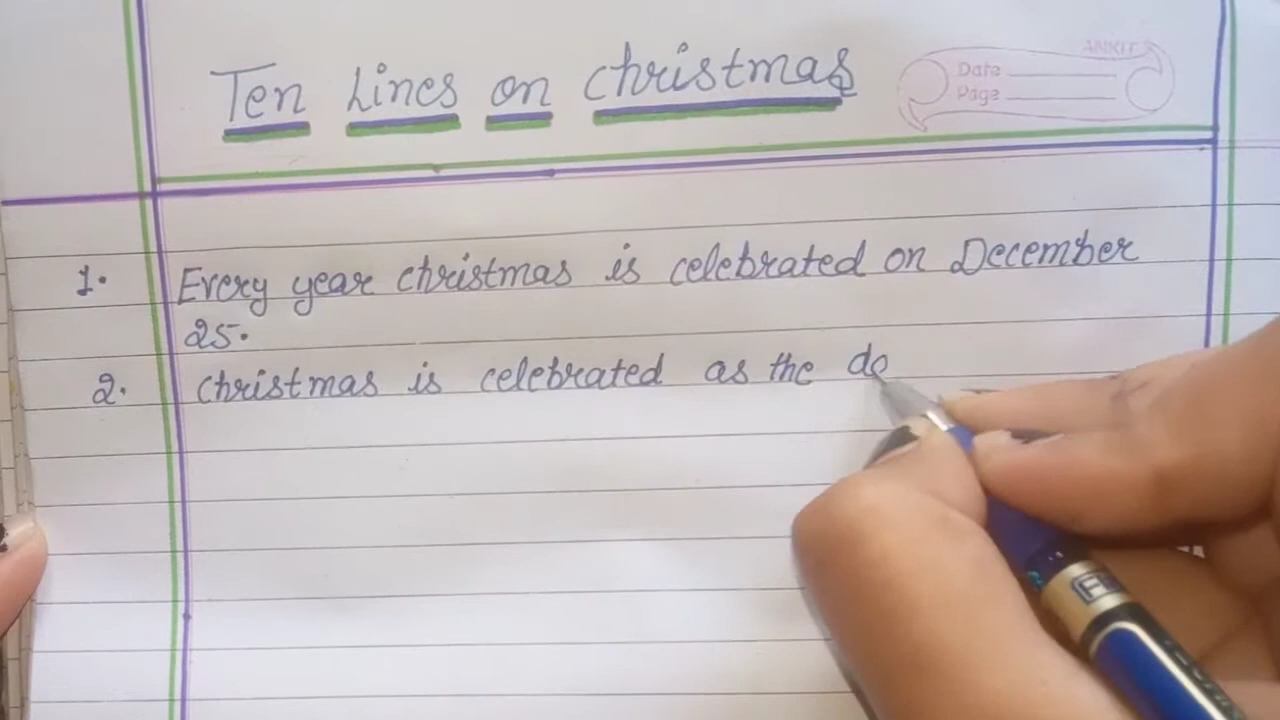 Ten Lines on christmas
ANKIT
Date
Page
1. Every year christmas is celebrated on December
25.
2. christmas is celebrated as the